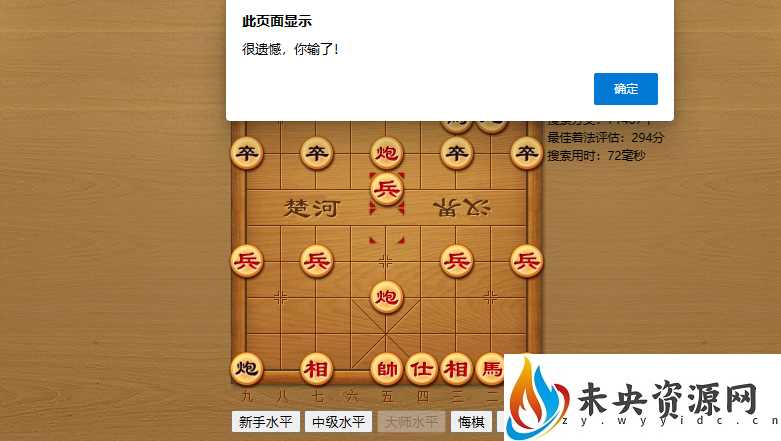 此页面显示
很遗憾，你输了！
确定
最佳着法评估：294分
搜索用时：72毫秒
卒 卒 炮 卒 卒
兵
楚河
兵 兵 兵 兵
炮
炮 相 帥 仕 相 馬
九 八 七 六 五 四 三 二
新手水平 中级水平 大师水平 悔棋
未央资源网
zy.wyyidc.cn